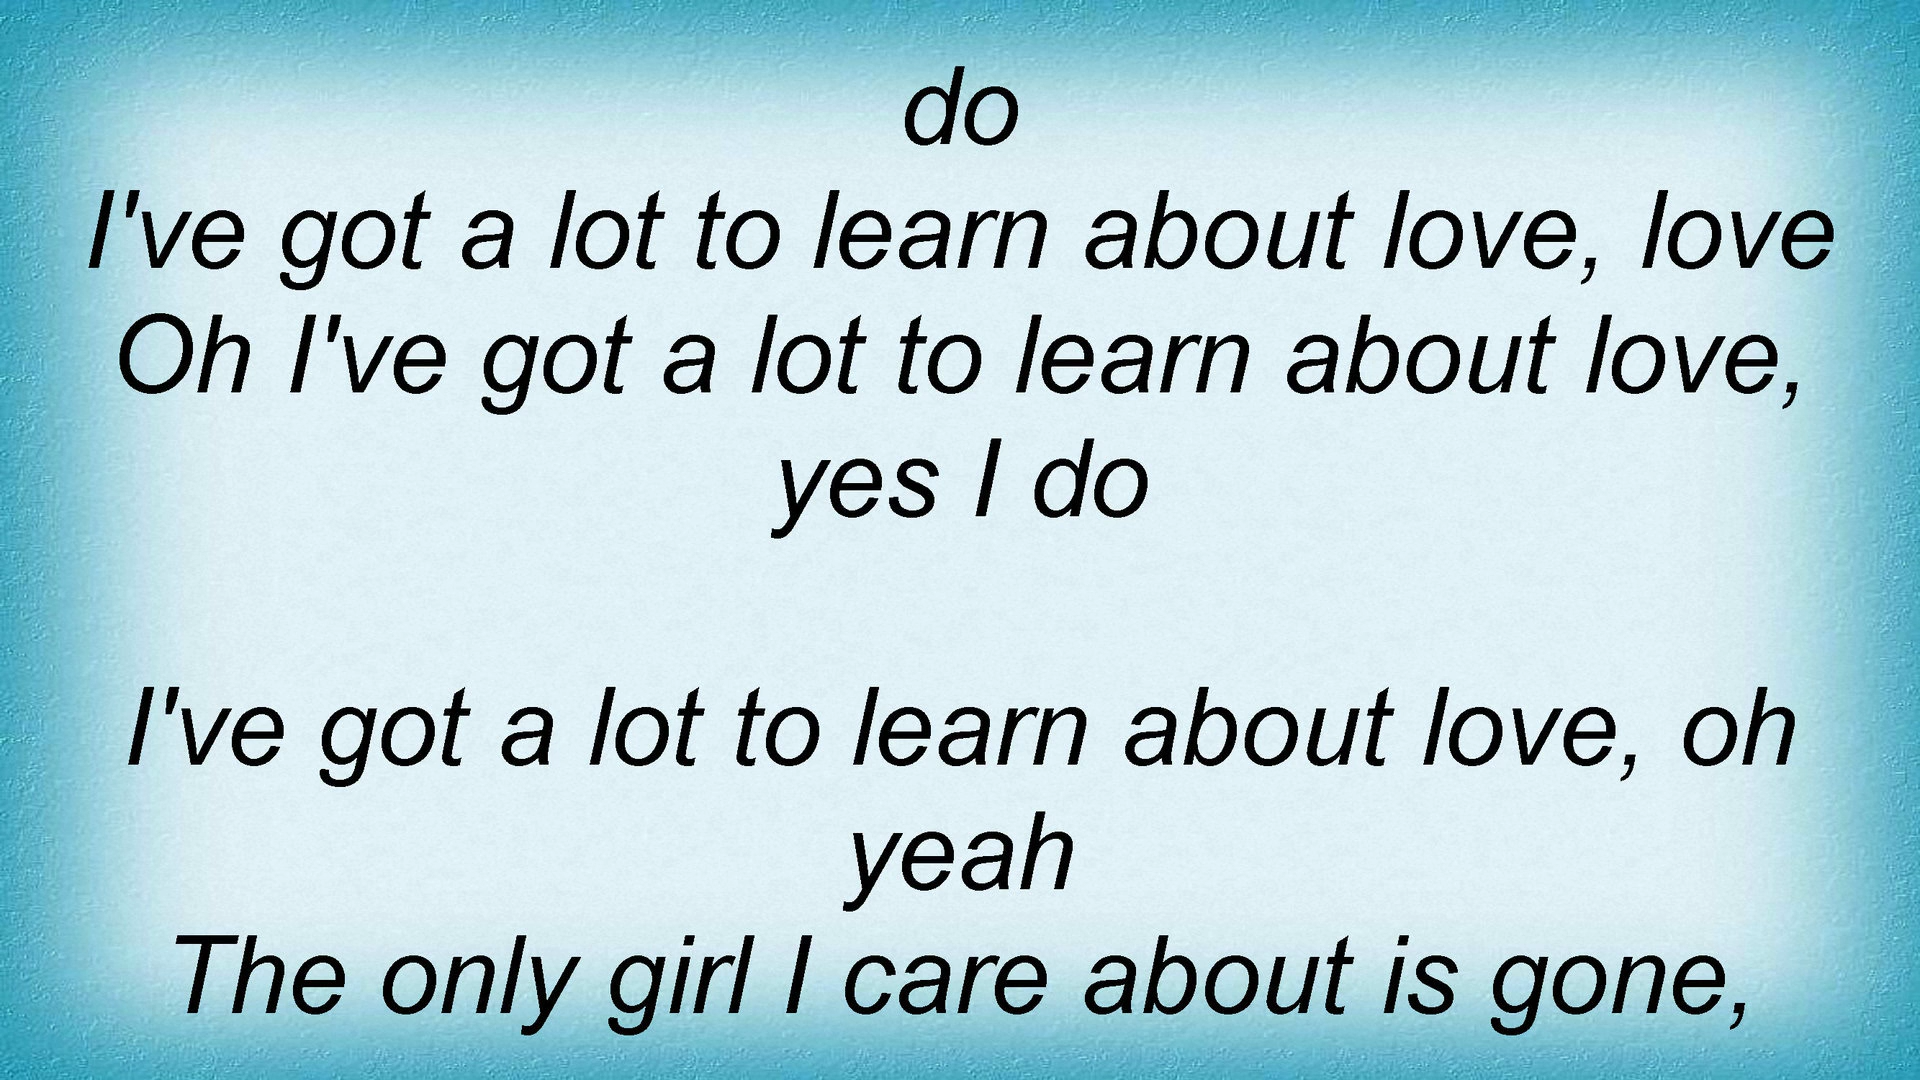 do
I've got a lot to learn about love, love
Oh I've got a lot to learn about love,
yes I do
I've got a lot to learn about love, oh
yeah
The only girl I care about is gone,